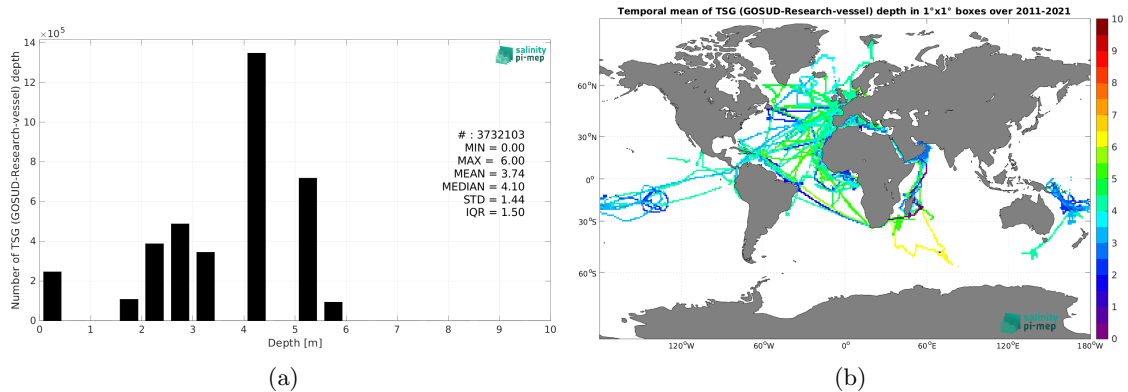 ×10⁵
14
12
10
8
6
4
2
0
Number of TSG (GOSUD-Research-vessel) depth
0 1 2 3 4 5 6 7 8 9 10
Depth [m]
salinity
pi-mep
# : 3732103
MIN = 0.00
MAX = 6.00
MEAN = 3.74
MEDIAN = 4.10
STD = 1.44
IQR = 1.50
(a)
Temporal mean of TSG (GOSUD-Research-vessel) depth in 1°x1° boxes over 2011-2021
60°N
30°N
0°
30°S
60°S
120°W 60°W 0° 60°E 120°E 180°W
salinity
pi-mep
10
9
8
7
6
5
4
3
2
1
0
(b)